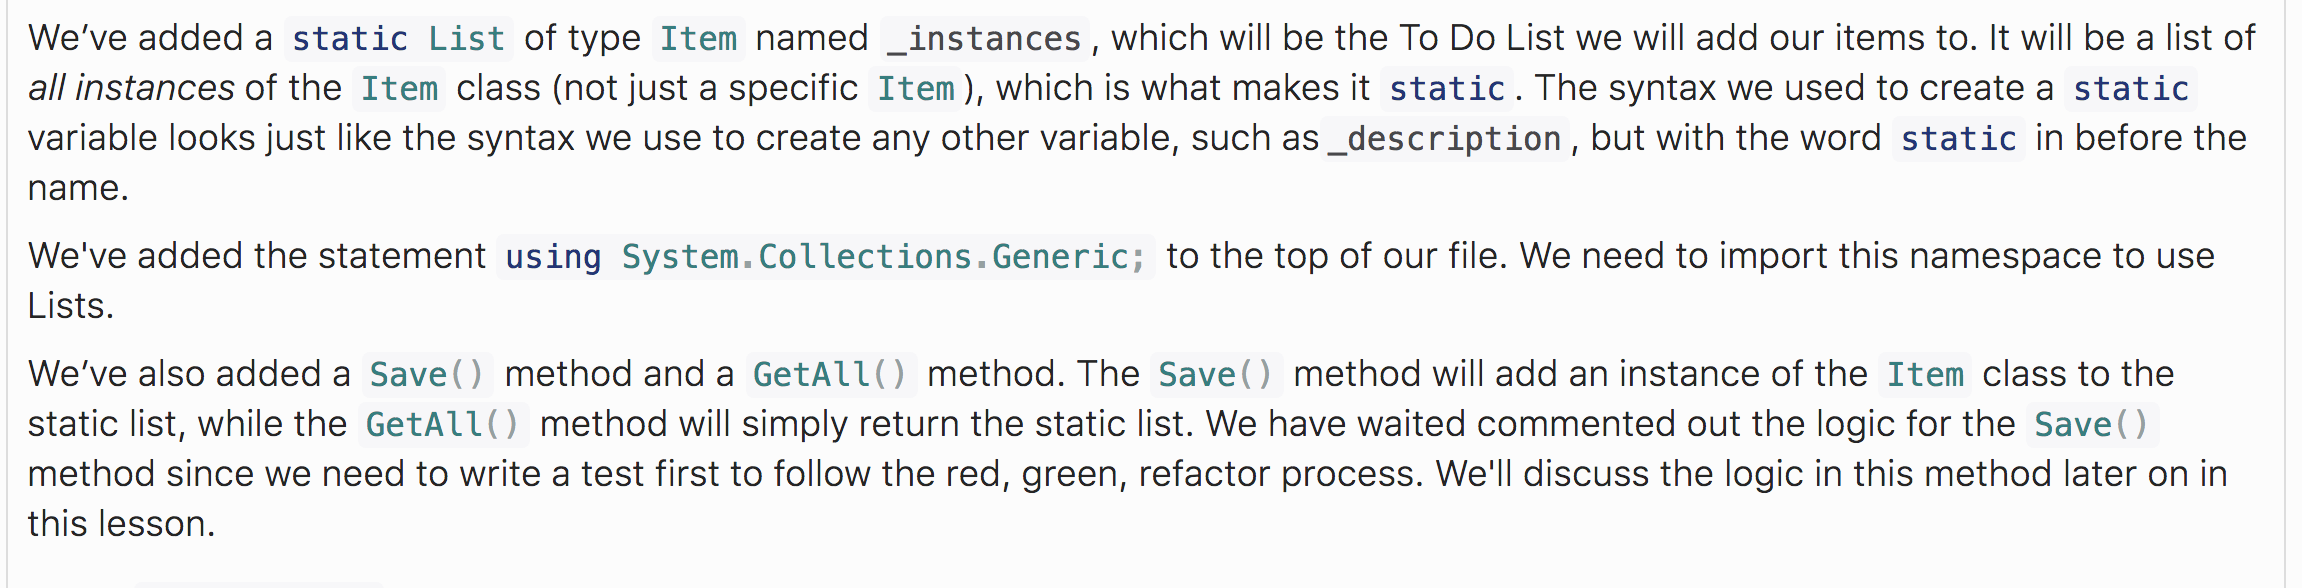 We’ve added a static List of type Item named _instances, which will be the To Do List we will add our items to. It will be a list of
all instances of the Item class (not just a specific Item), which is what makes it static. The syntax we used to create a static
variable looks just like the syntax we use to create any other variable, such as _description, but with the word static in before the
name.
We've added the statement using System.Collections.Generic; to the top of our file. We need to import this namespace to use
Lists.
We’ve also added a Save() method and a GetAll() method. The Save() method will add an instance of the Item class to the
static list, while the GetAll() method will simply return the static list. We have waited commented out the logic for the Save()
method since we need to write a test first to follow the red, green, refactor process. We'll discuss the logic in this method later on in
this lesson.